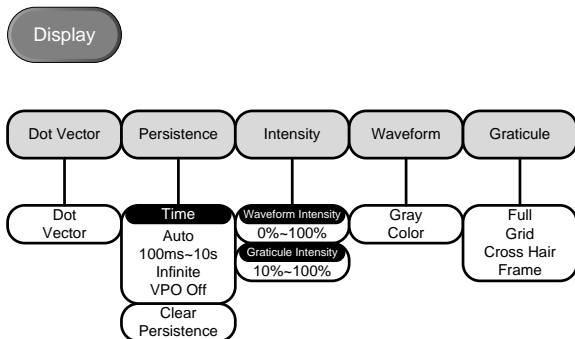 Display
Dot Vector
Persistence
Intensity
Waveform
Graticule
Dot
Vector
Time
Auto
100ms~10s
Infinite
VPO Off
Clear
Persistence
Waveform Intensity
0%~100%
Graticule Intensity
10%~100%
Gray
Color
Full
Grid
Cross Hair
Frame